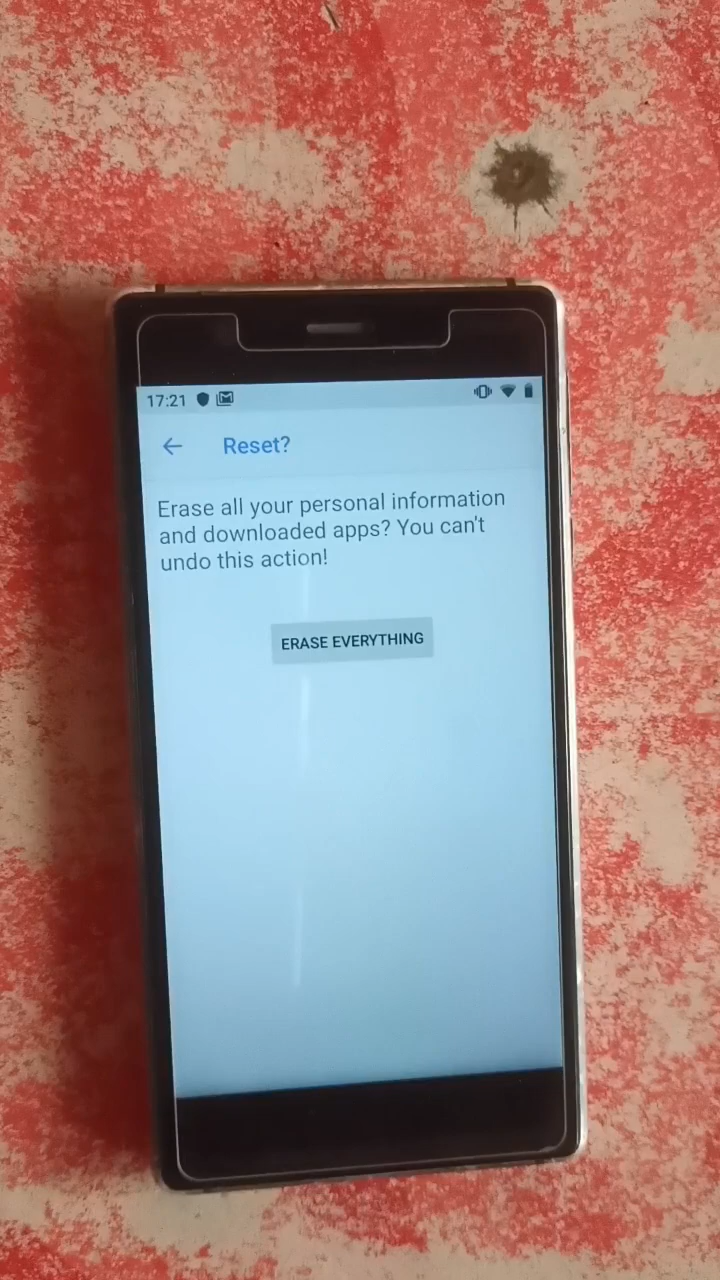 17:21
Reset?
Erase all your personal information
and downloaded apps? You can't
undo this action!
ERASE EVERYTHING